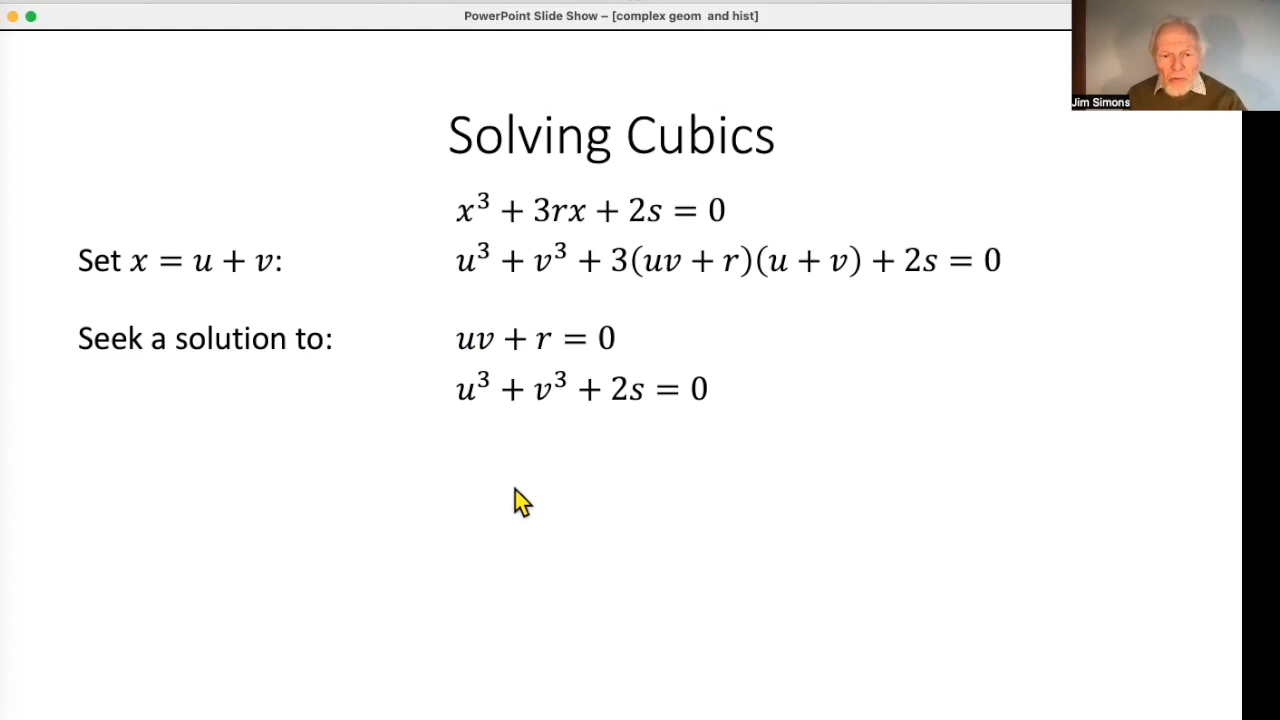 PowerPoint Slide Show – [complex geom  and hist]
Jim Simons
Solving Cubics
x³ + 3rx + 2s = 0
Set x = u + v: u³ + v³ + 3(uv + r)(u + v) + 2s = 0
Seek a solution to: uv + r = 0
u³ + v³ + 2s = 0